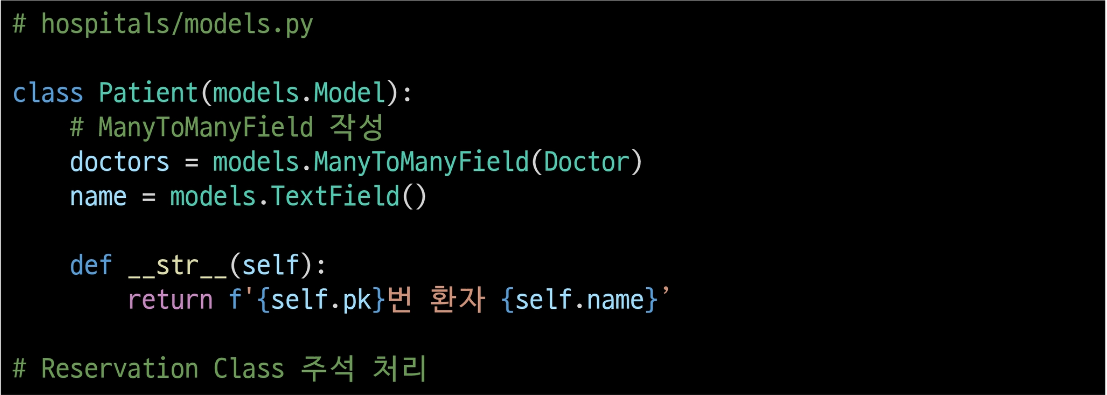 # hospitals/models.py
class Patient(models.Model):
    # ManyToManyField 작성
    doctors = models.ManyToManyField(Doctor)
    name = models.TextField()
    def __str__(self):
        return f'{self.pk}번 환자 {self.name}’
# Reservation Class 주석 처리